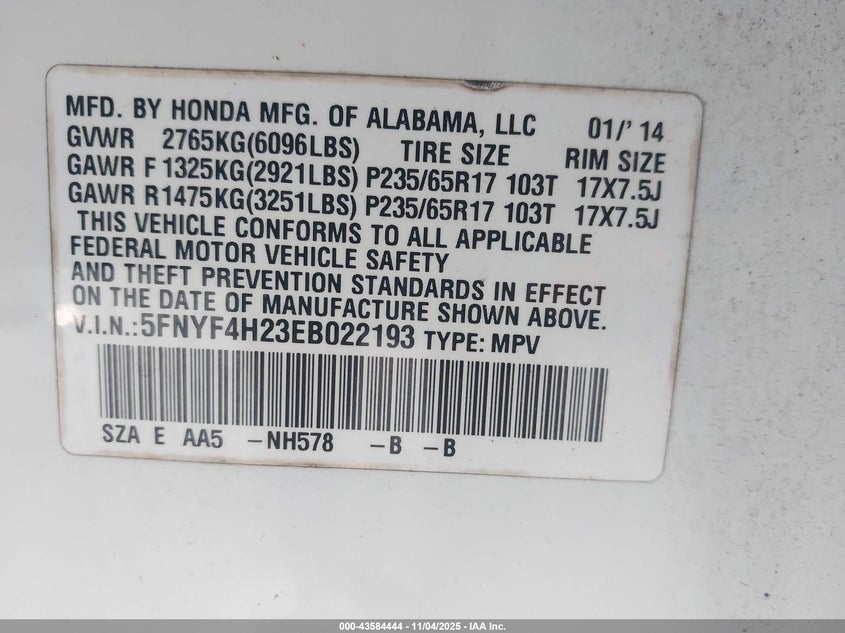 MFD. BY HONDA MFG. OF ALABAMA, LLC 01/' 14
GVWR 2765KG(6096LBS) TIRE SIZE RIM SIZE
GAWR F 1325KG(2921LBS) P235/65R17 103T 17X7.5J
GAWR R1475KG(3251LBS) P235/65R17 103T 17X7.5J
THIS VEHICLE CONFORMS TO ALL APPLICABLE
FEDERAL MOTOR VEHICLE SAFETY
AND THEFT PREVENTION STANDARDS IN EFFECT
ON THE DATE OF MANUFACTURE SHOWN ABOVE.
V.I.N.:5FNYF4H23EB022193 TYPE: MPV
SZA E AA5 -NH578 -B -B
000-43584444 - 11/04/2025 - IAA Inc.